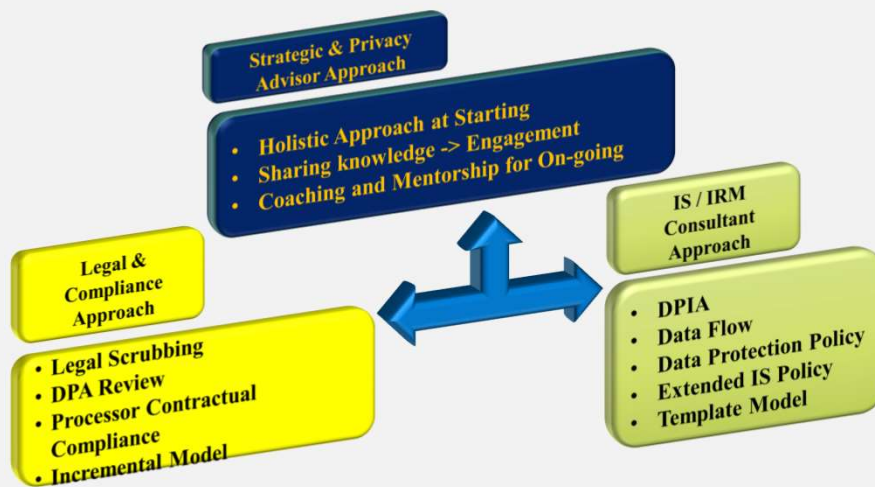 Strategic & Privacy
Advisor Approach
• Holistic Approach at Starting
• Sharing knowledge -> Engagement
• Coaching and Mentorship for On-going
IS / IRM
Consultant
Approach
• DPIA
• Data Flow
• Data Protection Policy
• Extended IS Policy
• Template Model
Legal &
Compliance
Approach
• Legal Scrubbing
• DPA Review
• Processor Contractual
Compliance
• Incremental Model